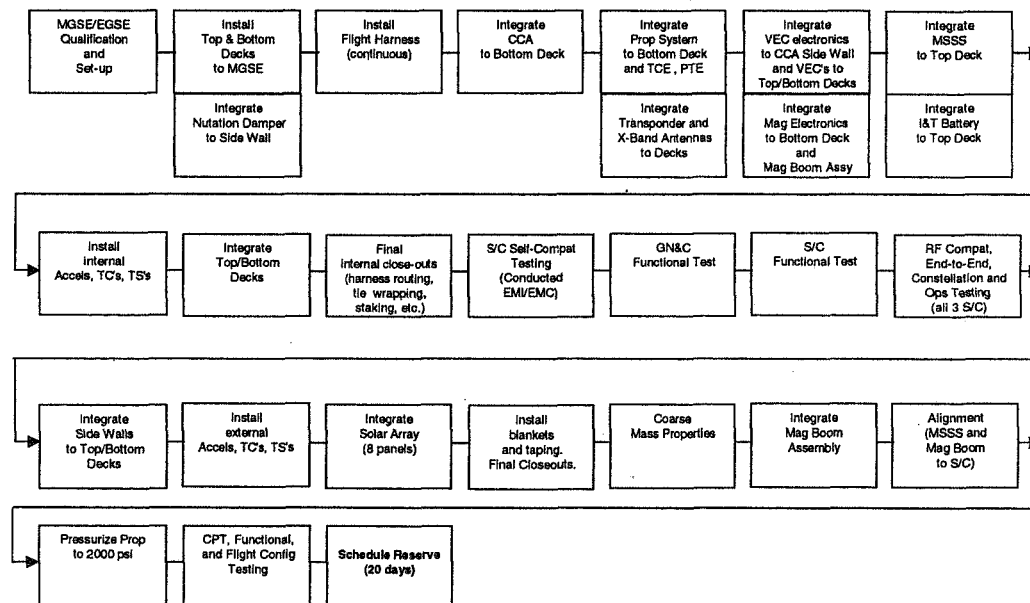 MGSE/EGSE
Qualification
and
Set-up
Install
Top & Bottom
Decks
to MGSE
Integrate
Nutation Damper
to Side Wall
Install
Flight Harness
(continuous)
Integrate
CCA
to Bottom Deck
Integrate
Prop System
to Bottom Deck
and TCE , PTE
Integrate
Transponder and
X-Band Antennas
to Decks
Integrate
VEC electronics
to CCA Side Wall
and VEC's to
Top/Bottom Decks
Integrate
Mag Electronics
to Bottom Deck
and
Mag Boom Assy
Integrate
MSSS
to Top Deck
Integrate
I&T Battery
to Top Deck
Install
internal
Accels, TC's, TS's
Integrate
Top/Bottom
Decks
Final
internal close-outs
(harness routing,
tie wrapping,
staking, etc.)
S/C Self-Compat
Testing
(Conducted
EMI/EMC)
GN&C
Functional Test
S/C
Functional Test
RF Compat,
End-to-End,
Constellation and
Ops Testing
(all 3 S/C)
Integrate
Side Walls
to Top/Bottom
Decks
Install
external
Accels, TC's, TS's
Integrate
Solar Array
(8 panels)
Install
blankets
and taping.
Final Closeouts.
Coarse
Mass Properties
Integrate
Mag Boom
Assembly
Alignment
(MSSS and
Mag Boom
to S/C)
Pressurize Prop
to 2000 psi
CPT, Functional,
and Flight Config
Testing
Schedule Reserve
(20 days)